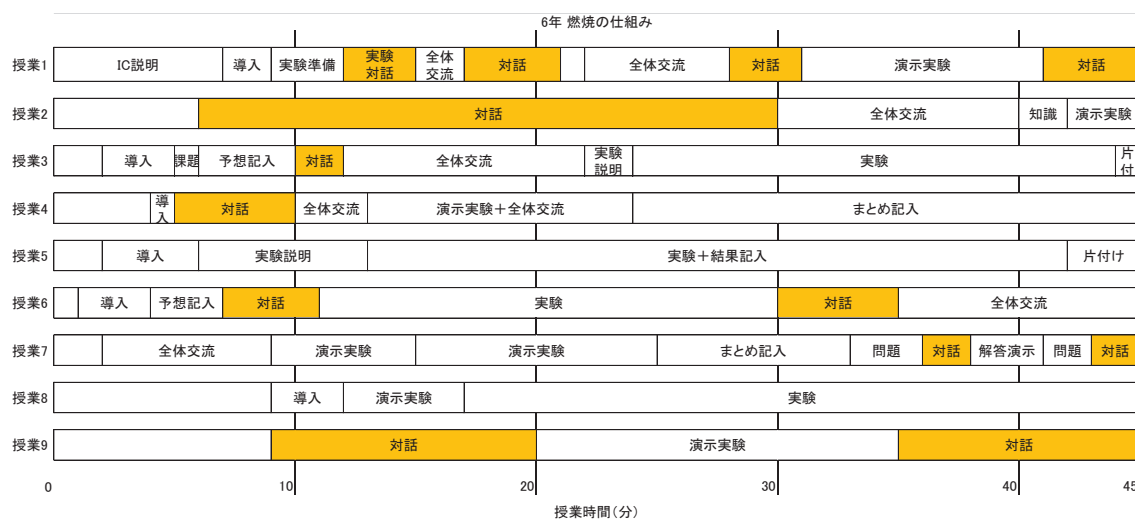 6年 燃焼の仕組み
授業1 IC説明 導入 実験準備 実験 対話 全体 交流 対話 全体交流 対話 演示実験 対話
授業2 対話 全体交流 知識 演示実験
授業3 導入 課題 予想記入 対話 全体交流 実験 説明 実験 片 付
授業4 導 入 対話 全体交流 演示実験+全体交流 まとめ記入
授業5 導入 実験説明 実験+結果記入 片付け
授業6 導入 予想記入 対話 実験 対話 全体交流
授業7 全体交流 演示実験 演示実験 まとめ記入 問題 対話 解答演示 問題 対話
授業8 導入 演示実験 実験
授業9 対話 演示実験 対話
0 10 20 30 40 45
授業時間(分)